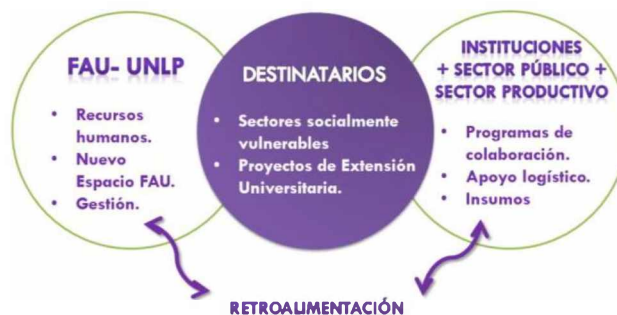 FAU- UNLP
• Recursos
humanos.
• Nuevo
Espacio FAU.
• Gestión.
DESTINATARIOS
• Sectores socialmente
vulnerables
• Proyectos de Extensión
Universitaria.
INSTITUCIONES
+ SECTOR PÚBLICO +
SECTOR PRODUCTIVO
• Programas de
colaboración.
• Apoyo logístico.
• Insumos
RETROALIMENTACIÓN